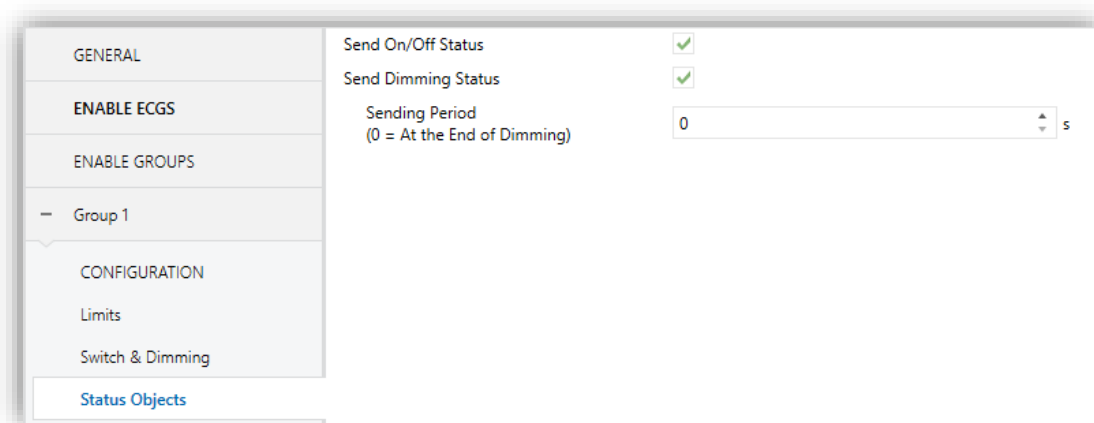 GENERAL
ENABLE ECGS
ENABLE GROUPS
− Group 1
CONFIGURATION
Limits
Switch & Dimming
Status Objects
Send On/Off Status
Send Dimming Status
Sending Period
(0 = At the End of Dimming)
0 s